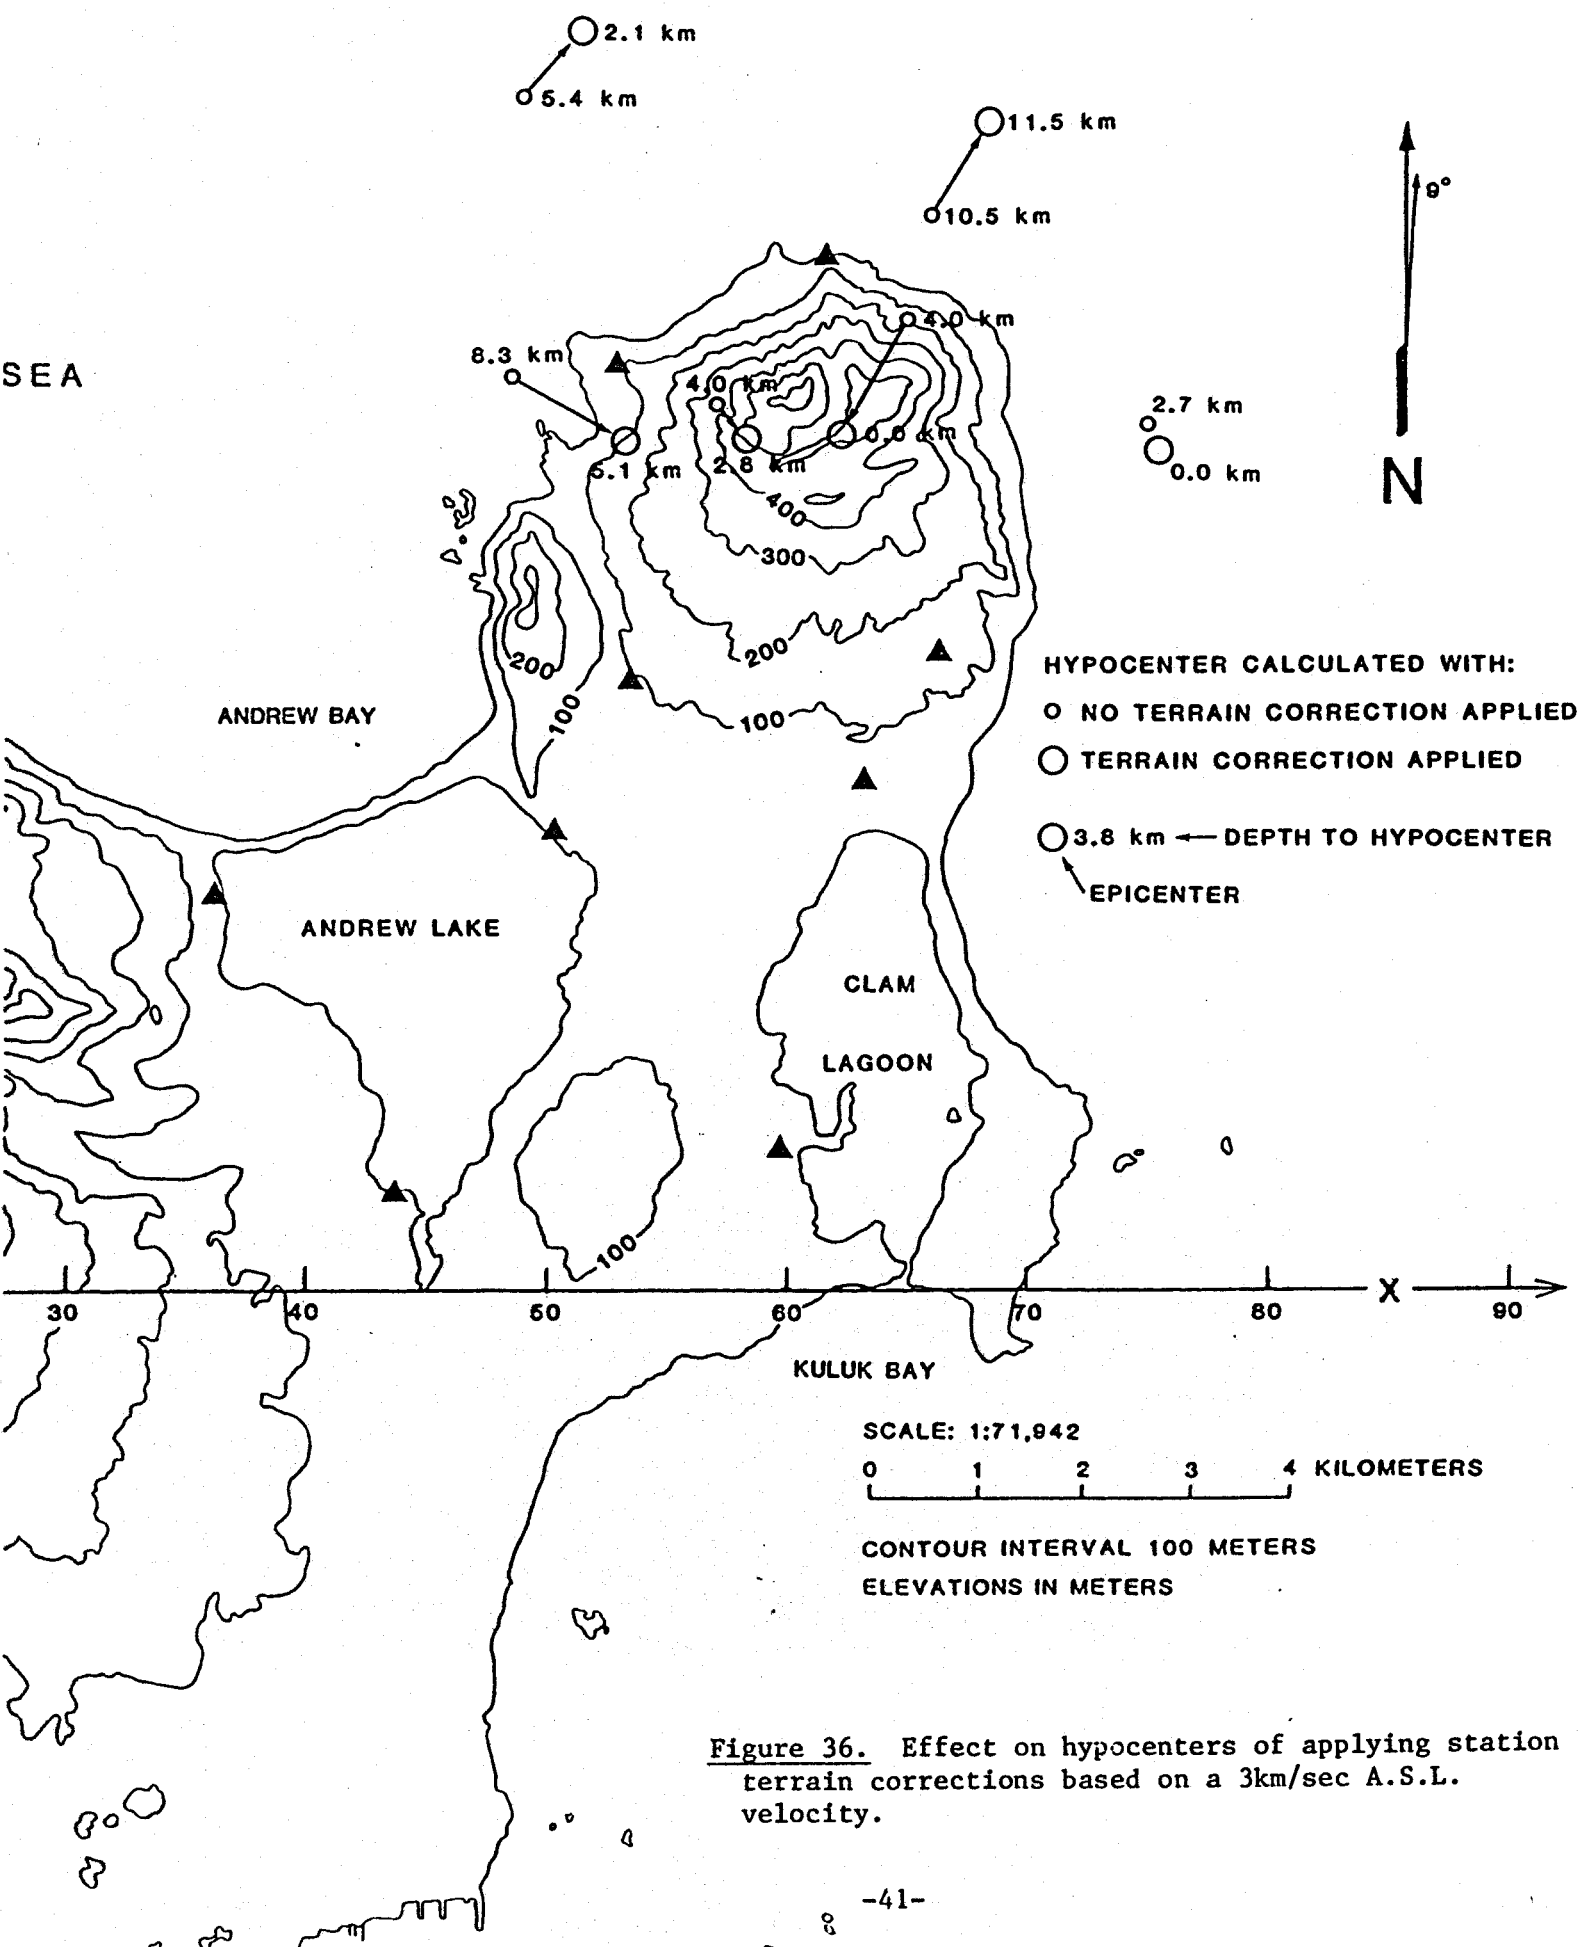 2.1 km
5.4 km
11.5 km
10.5 km
9°
4.0 km
8.3 km
SEA
4.0 km
2.7 km
0.0 km
5.1 km
2.8 km
0.0 km
N
400
300
200
200
100
100
HYPOCENTER CALCULATED WITH:
NO TERRAIN CORRECTION APPLIED
TERRAIN CORRECTION APPLIED
3.8 km ← DEPTH TO HYPOCENTER
EPICENTER
ANDREW BAY
ANDREW LAKE
CLAM
LAGOON
100
X
30 40 50 60 70 80 90
KULUK BAY
SCALE: 1:71,942
0 1 2 3 4 KILOMETERS
CONTOUR INTERVAL 100 METERS
ELEVATIONS IN METERS
Figure 36. Effect on hypocenters of applying station
terrain corrections based on a 3km/sec A.S.L.
velocity.
-41-